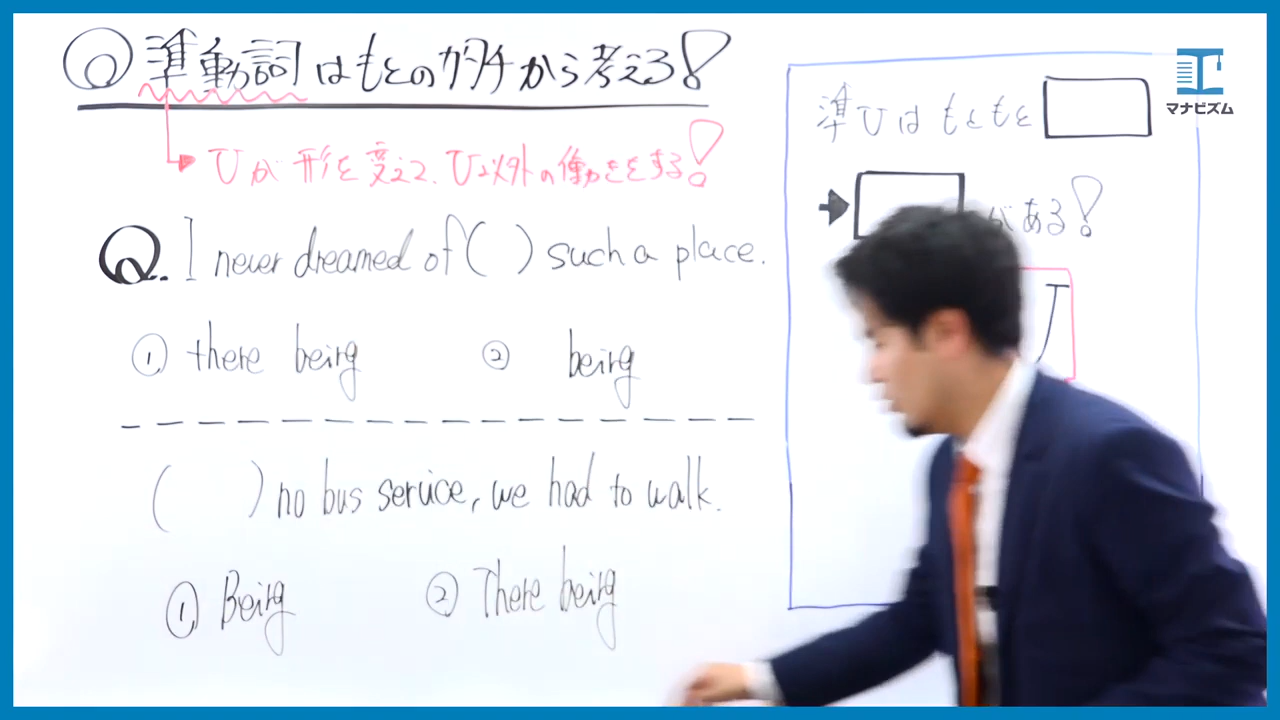 Q 準動詞はもとのカタチから考える!
Vが形を変えて、V以外の働きをする!
Q. I never dreamed of ( ) such a place.
① there being ② being
( ) no bus service, we had to walk.
① Being ② There being
マナビズム
準Vはもともと
がある!